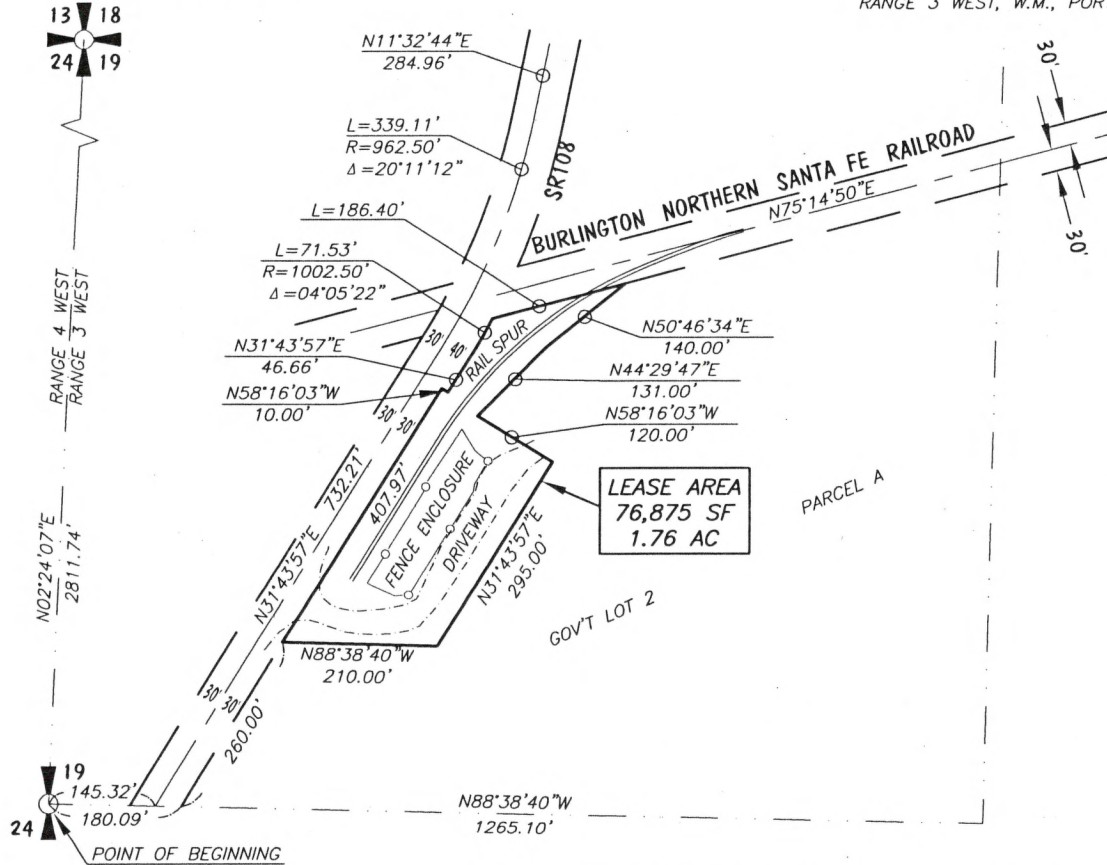 RANGE 3 WEST, W.M., PORT
13 18
24 19
N11°32'44"E
284.96'
30'
L=339.11'
R=962.50'
Δ=20°11'12"
SR108
BURLINGTON NORTHERN SANTA FE RAILROAD
N75°14'50"E
30'
L=186.40'
L=71.53'
R=1002.50'
Δ=04°05'22"
RANGE 4 WEST
RANGE 3 WEST
N31°43'57"E
46.66'
30' 40'
RAIL SPUR
N50°46'34"E
140.00'
N58°16'03"W
10.00'
N44°29'47"E
131.00'
30' 30'
N58°16'03"W
120.00'
732.21'
407.97'
FENCE ENCLOSURE
DRIVEWAY
LEASE AREA
76,875 SF
1.76 AC
PARCEL A
N02°24'07"E
2811.74'
N31°43'57"E
N31°43'57"E
295.00'
GOV'T LOT 2
N88°38'40"W
210.00'
30' 30'
260.00'
19
145.32'
24
180.09'
N88°38'40"W
1265.10'
POINT OF BEGINNING